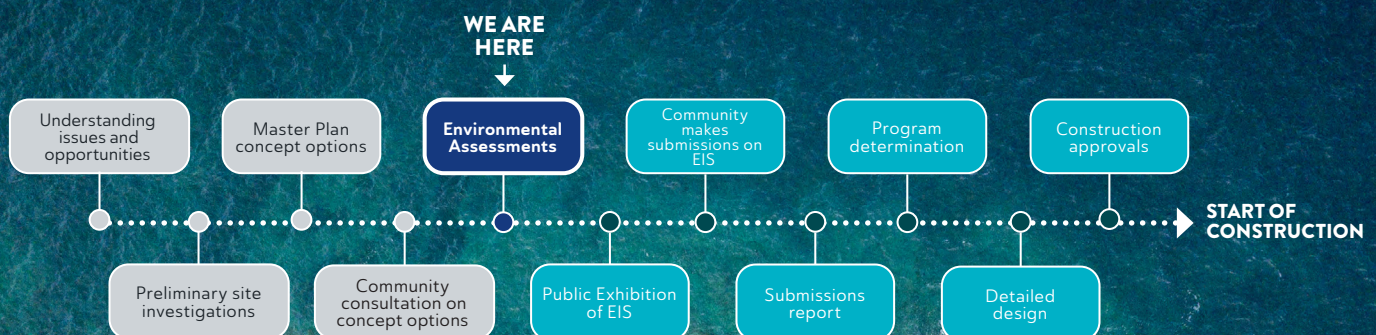 WE ARE
HERE
Understanding
issues and
opportunities
Master Plan
concept options
Environmental
Assessments
Community
makes
submissions on
EIS
Program
determination
Construction
approvals
START OF
CONSTRUCTION
Preliminary site
investigations
Community
consultation on
concept options
Public Exhibition
of EIS
Submissions
report
Detailed
design